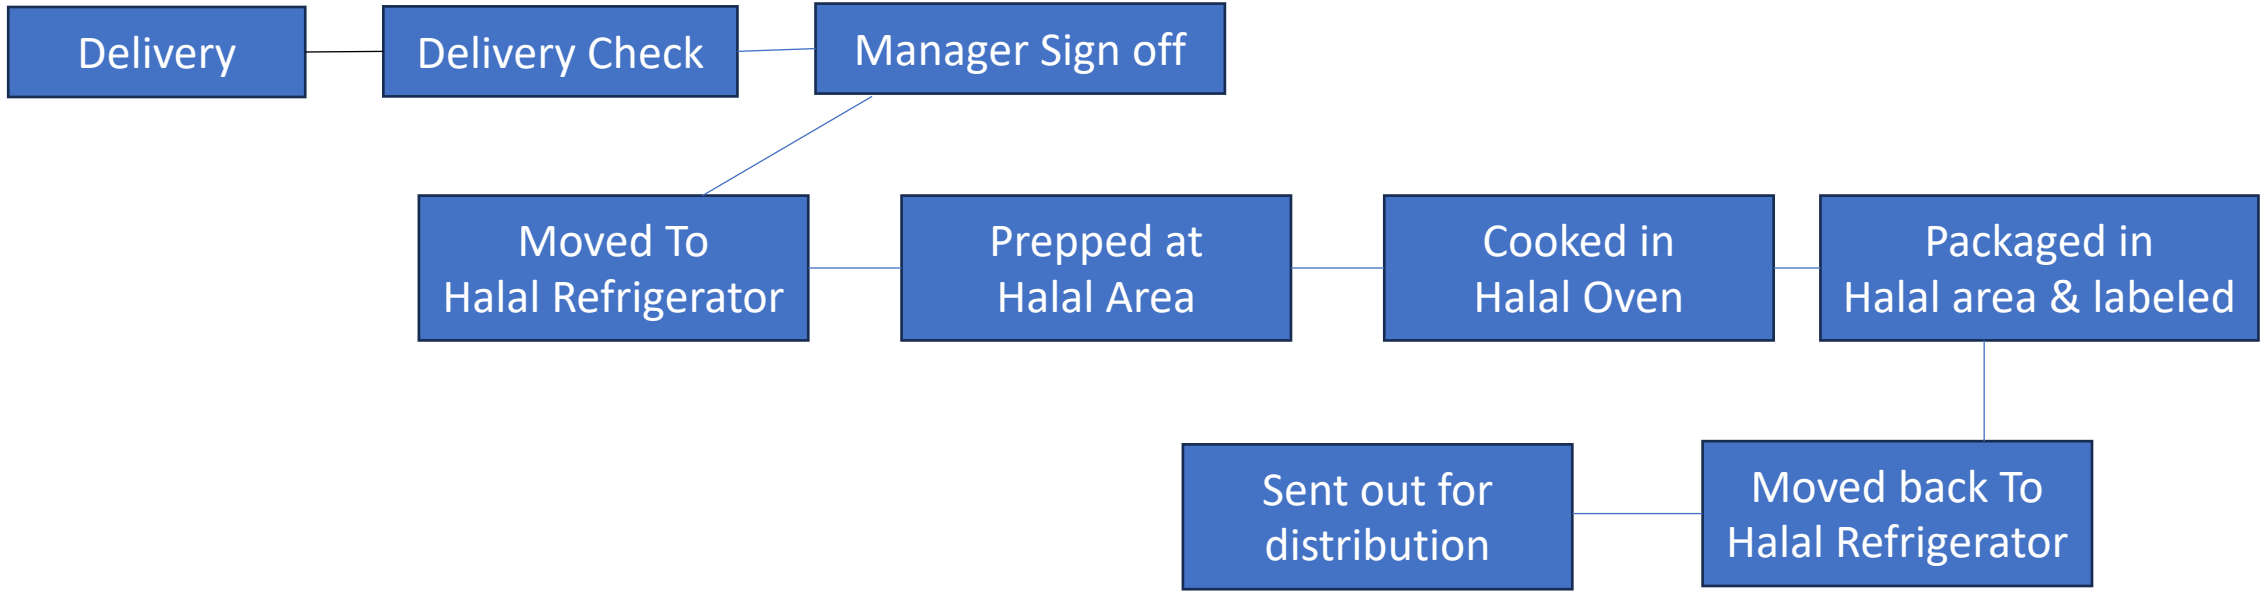 Delivery
Delivery Check
Manager Sign off
Moved To
Halal Refrigerator
Prepped at
Halal Area
Cooked in
Halal Oven
Packaged in
Halal area & labeled
Sent out for
distribution
Moved back To
Halal Refrigerator